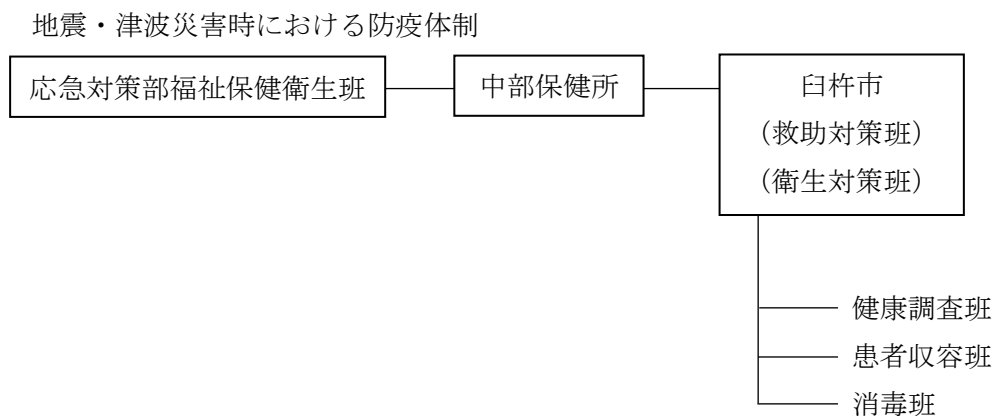 地震・津波災害時における防疫体制
応急対策部福祉保健衛生班
中部保健所
臼杵市
（救助対策班）
（衛生対策班）
健康調査班
患者収容班
消毒班